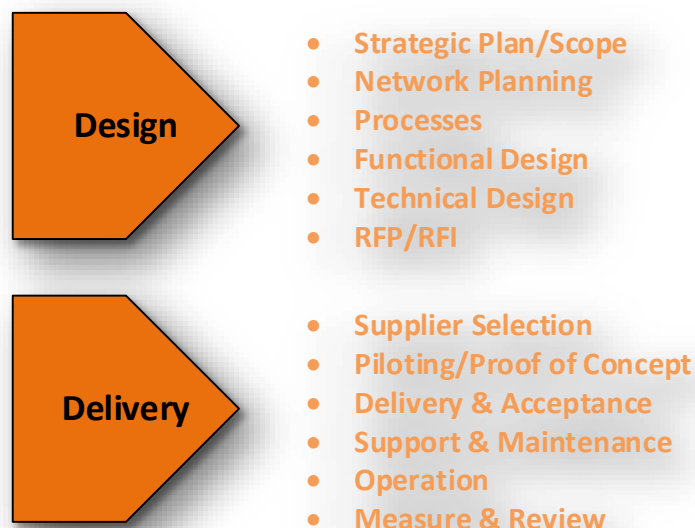 Design
• Strategic Plan/Scope
• Network Planning
• Processes
• Functional Design
• Technical Design
• RFP/RFI
Delivery
• Supplier Selection
• Piloting/Proof of Concept
• Delivery & Acceptance
• Support & Maintenance
• Operation
• Measure & Review